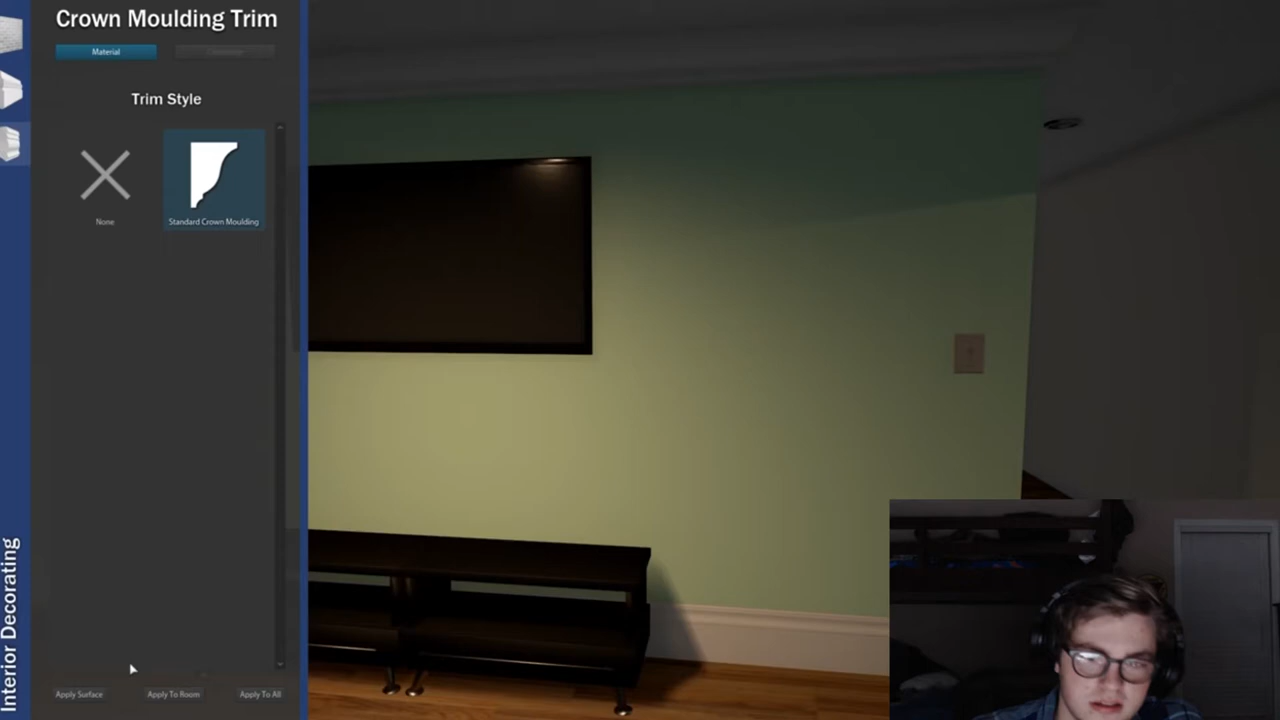 Crown Moulding Trim
Material
Trim Style
None
Standard Crown Moulding
Interior Decorating
Apply Surface
Apply To Room
Apply To All